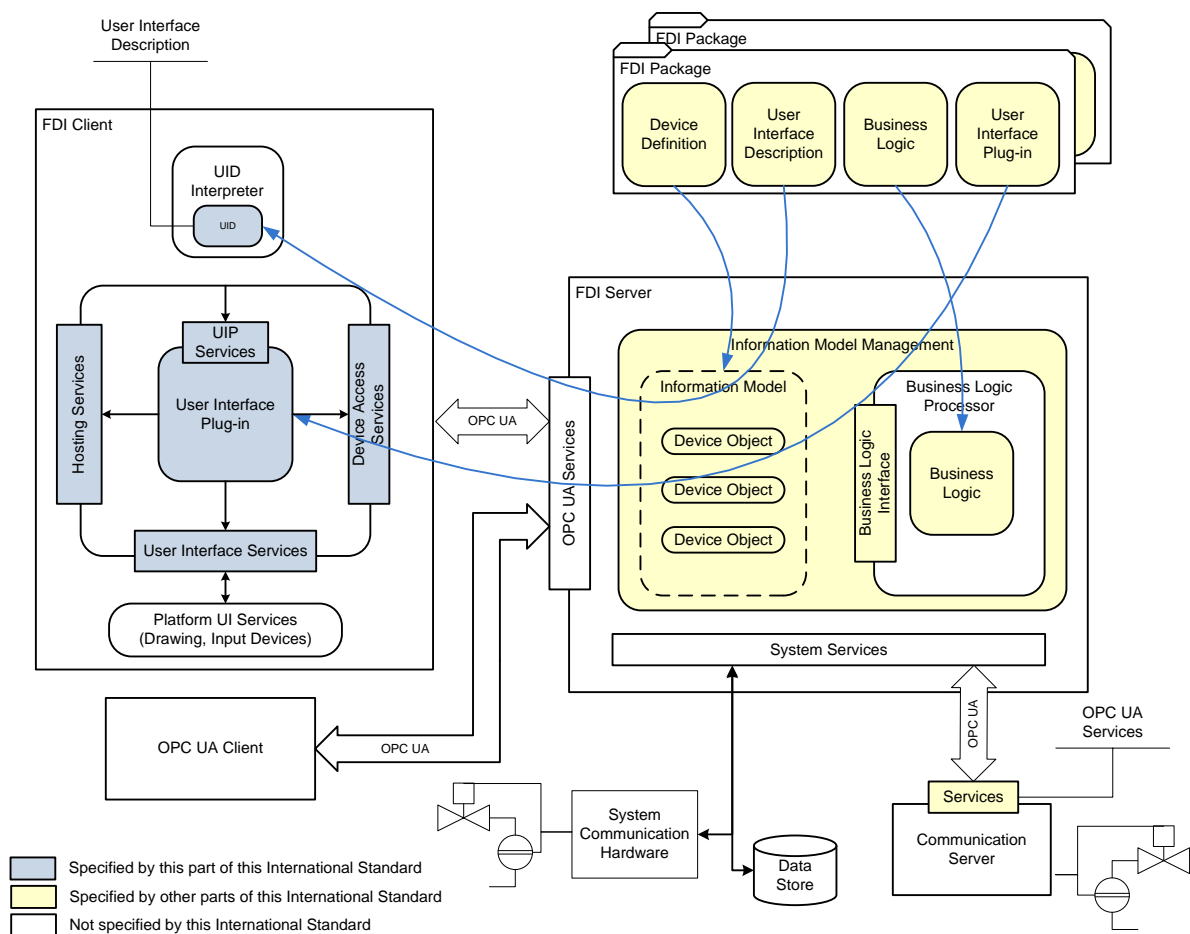 User Interface
Description
FDI Package
FDI Package
Device
Definition
User
Interface
Description
Business
Logic
User
Interface
Plug-in
FDI Client
UID
Interpreter
UID
UIP
Services
Hosting Services
User Interface
Plug-in
Device Access
Services
User Interface Services
Platform UI Services
(Drawing, Input Devices)
OPC UA
FDI Server
OPC UA Services
Information Model Management
Information Model
Device Object
Device Object
Device Object
Business Logic
Processor
Business Logic
Interface
Business
Logic
System Services
OPC UA Client
OPC UA
OPC UA
OPC UA
Services
Services
Communication
Server
System
Communication
Hardware
Data
Store
Specified by this part of this International Standard
Specified by other parts of this International Standard
Not specified by this International Standard